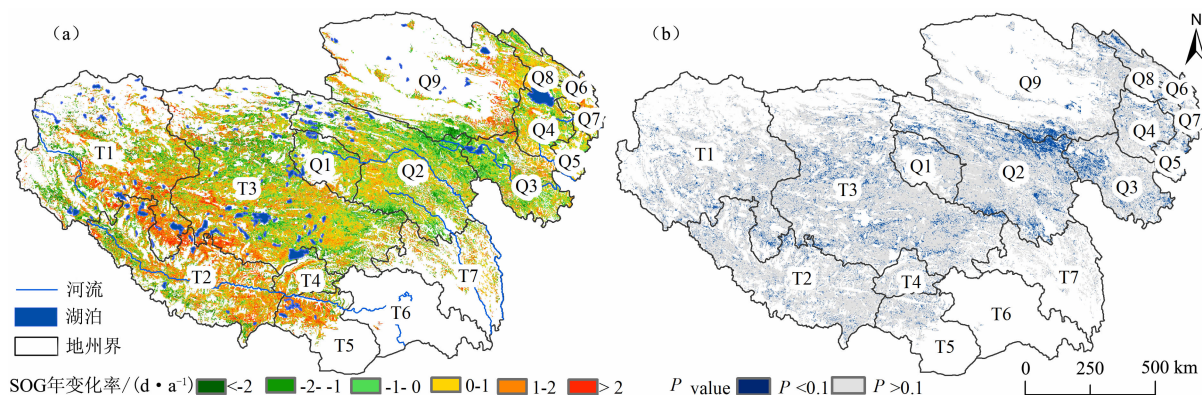 （a）
（b）
N
Q9
Q8
Q6
Q7
Q4
Q5
Q1
Q2
Q3
T1
T3
T2
T4
T7
T6
T5
Q9
Q8
Q6
Q7
Q4
Q5
Q1
Q2
Q3
T1
T3
T2
T4
T7
T6
T5
河流
湖泊
地州界
SOG年变化率/(d·a⁻¹) <-2 -2- -1 -1- 0 0-1 1-2 > 2
P value P <0.1 P >0.1
0 250 500 km